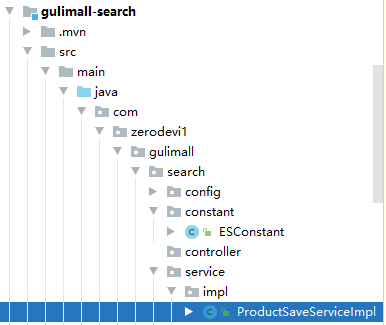 gulimall-search
.mvn
src
main
java
com
zerodevi1
gulimall
search
config
constant
ESConstant
controller
service
impl
ProductSaveServiceImpl